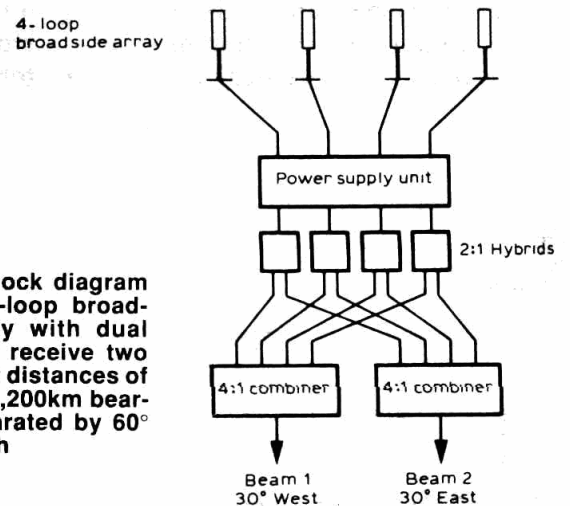 4-loop
broadside array
Power supply unit
2:1 Hybrids
4:1 combiner
4:1 combiner
Beam 1
30° West
Beam 2
30° East
ock diagram
-loop broad-
y with dual
receive two
distances of
,200km bear-
rated by 60°